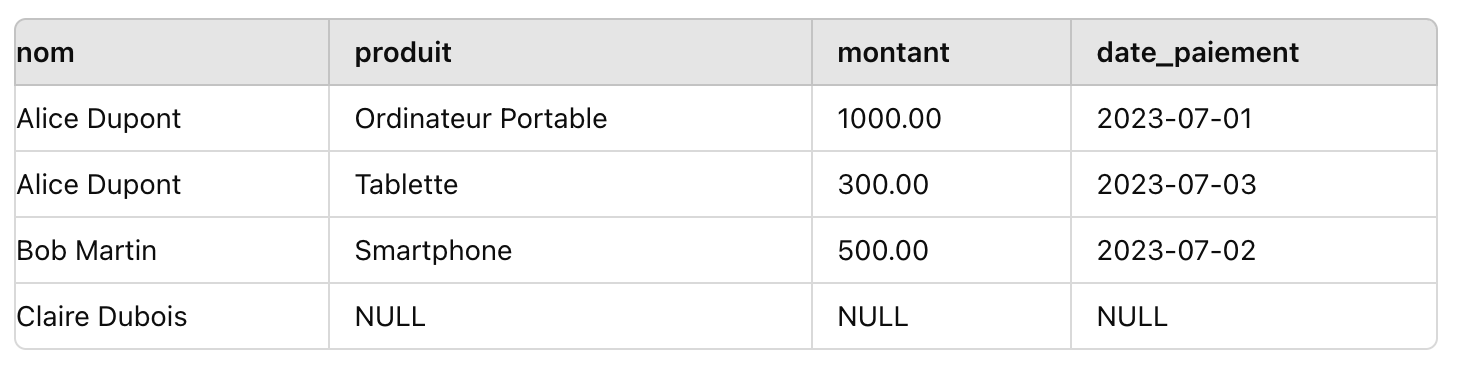 nom produit montant date_paiement
Alice Dupont Ordinateur Portable 1000.00 2023-07-01
Alice Dupont Tablette 300.00 2023-07-03
Bob Martin Smartphone 500.00 2023-07-02
Claire Dubois NULL NULL NULL